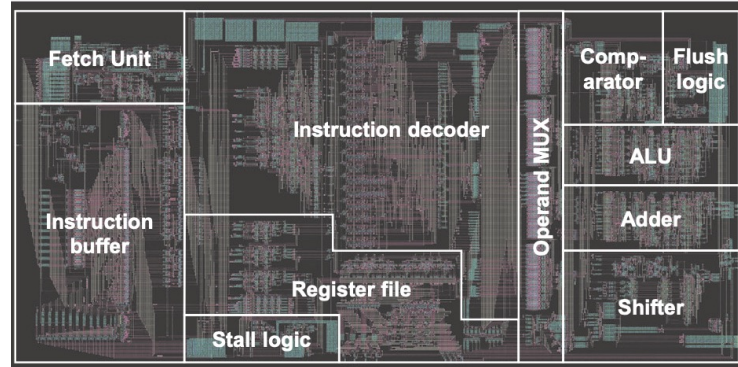 Fetch Unit
Instruction
buffer
Instruction decoder
Register file
Stall logic
Operand MUX
Comp-
arator
Flush
logic
ALU
Adder
Shifter